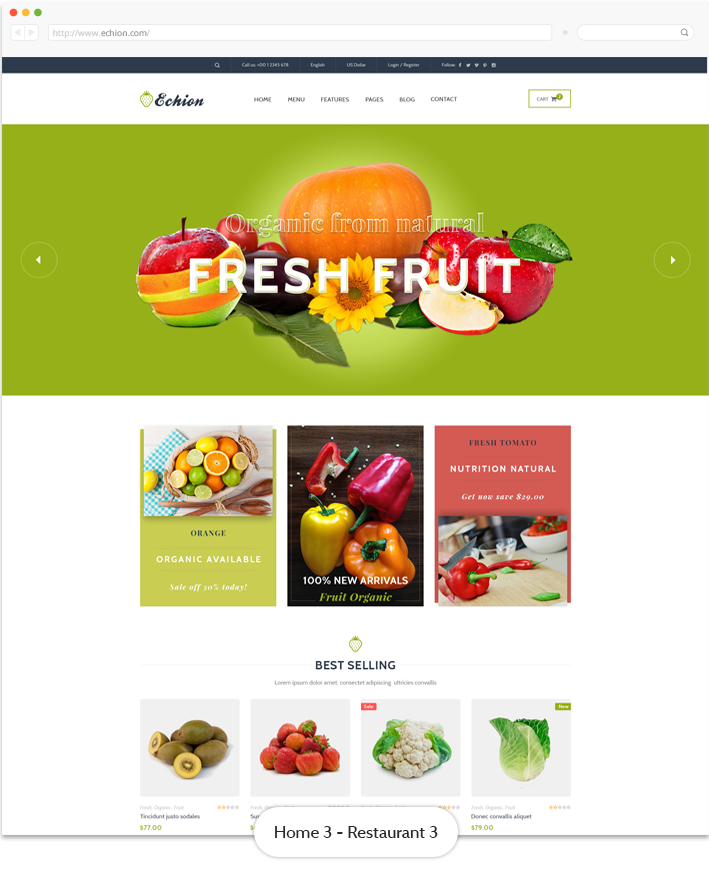 http://www.echion.com/
Call us: +00 1 2345 678
English
US Dollar
Login / Register
Follow
Echion
HOME
MENU
FEATURES
PAGES
BLOG
CONTACT
CART
Organic from natural
FRESH FRUIT
ORANGE
ORGANIC AVAILABLE
Sale off 30% today!
100% NEW ARRIVALS
Fruit Organic
FRESH TOMATO
NUTRITION NATURAL
Get now save $29.00
BEST SELLING
Lorem ipsum dolor amet, consectet adipiscing ultricies convallis
Sale
New
Fresh, Organic, Fruit
Tincidunt justo sodales
$77.00
Fresh, Organic, Fruit
Donec convallis aliquet
$79.00
Home 3 - Restaurant 3